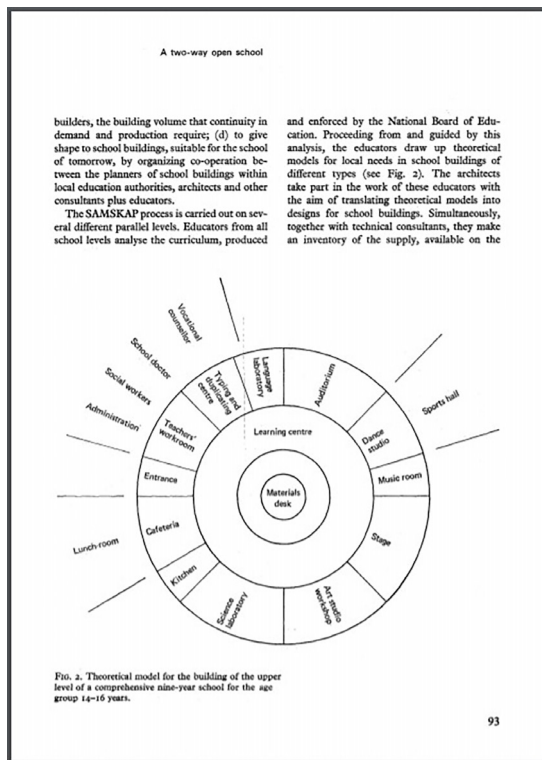 A two-way open school
builders, the building volume that continuity in
demand and production require; (d) to give
shape to school buildings, suitable for the school
of tomorrow, by organizing co-operation be-
tween the planners of school buildings within
local education authorities, architects and other
consultants plus educators.
The SAMSKAP process is carried out on sev-
eral different parallel levels. Educators from all
school levels analyse the curriculum, produced
and enforced by the National Board of Edu-
cation. Proceeding from and guided by this
analysis, the educators draw up theoretical
models for local needs in school buildings of
different types (see Fig. 2). The architects
take part in the work of these educators with
the aim of translating theoretical models into
designs for school buildings. Simultaneously,
together with technical consultants, they make
an inventory of the supply, available on the
Vocational
counsellor
School doctor
Social workers
Administration
Lunch-room
Sports hall
Typing and
duplicating
centre
Language
laboratory
Auditorium
Dance
studio
Music room
Stage
Art studio
workshop
Science
laboratory
Kitchen
Cafeteria
Entrance
Teachers'
workroom
Learning centre
Materials
desk
FIG. 2. Theoretical model for the building of the upper
level of a comprehensive nine-year school for the age
group 14-16 years.
93